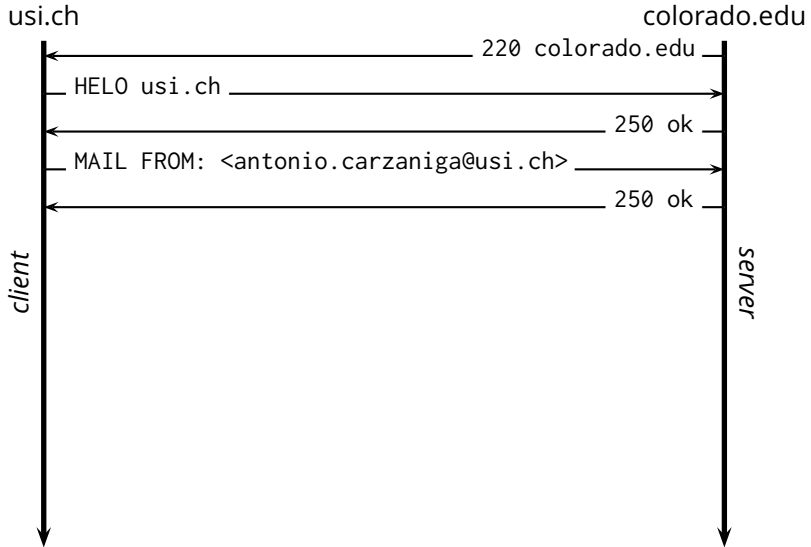 usi.ch colorado.edu
220 colorado.edu
HELO usi.ch
250 ok
MAIL FROM: <antonio.carzaniga@usi.ch>
250 ok
client server